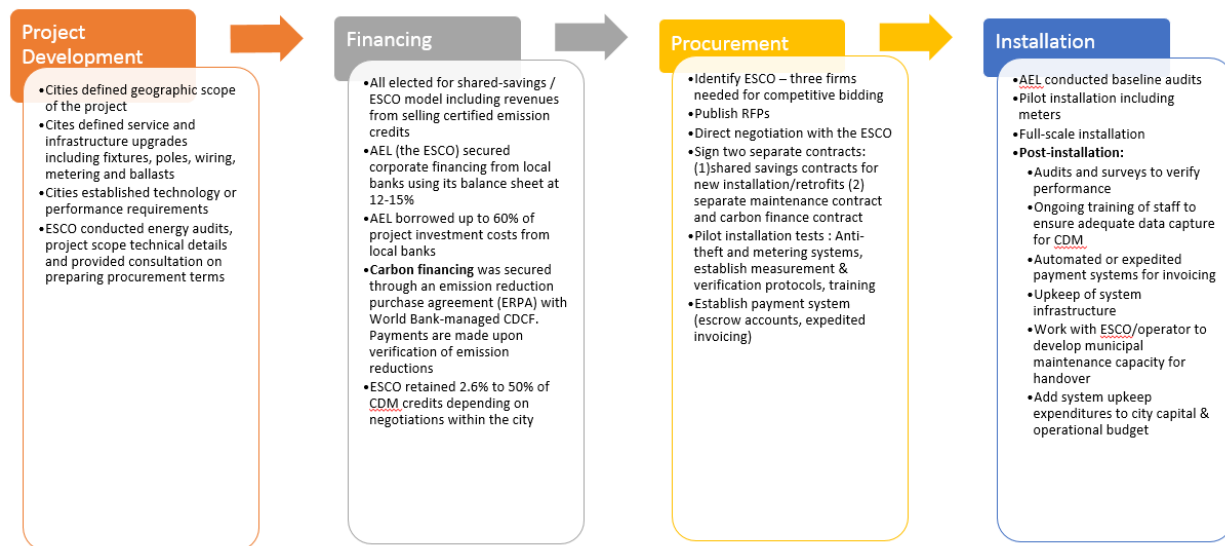 Project
Development
•Cities defined geographic scope
of the project
•Cites defined service and
infrastructure upgrades
including fixtures, poles, wiring,
metering and ballasts
•Cities established technology or
performance requirements
•ESCO conducted energy audits,
project scope technical details
and provided consultation on
preparing procurement terms
Financing
•All elected for shared-savings /
ESCO model including revenues
from selling certified emission
credits
•AEL (the ESCO) secured
corporate financing from local
banks using its balance sheet at
12-15%
•AEL borrowed up to 60% of
project investment costs from
local banks
•Carbon financing was secured
through an emission reduction
purchase agreement (ERPA) with
World Bank-managed CDCF.
Payments are made upon
verification of emission
reductions
•ESCO retained 2.6% to 50% of
CDM credits depending on
negotiations within the city
Procurement
•Identify ESCO – three firms
needed for competitive bidding
•Publish RFPs
•Direct negotiation with the ESCO
•Sign two separate contracts:
(1)shared savings contracts for
new installation/retrofits (2)
separate maintenance contract
and carbon finance contract
•Pilot installation tests : Anti-
theft and metering systems,
establish measurement &
verification protocols, training
•Establish payment system
(escrow accounts, expedited
invoicing)
Installation
•AEL conducted baseline audits
•Pilot installation including
meters
•Full-scale installation
•Post-installation:
•Audits and surveys to verify
performance
•Ongoing training of staff to
ensure adequate data capture
for CDM
•Automated or expedited
payment systems for invoicing
•Upkeep of system
infrastructure
•Work with ESCO/operator to
develop municipal
maintenance capacity for
handover
•Add system upkeep
expenditures to city capital &
operational budget